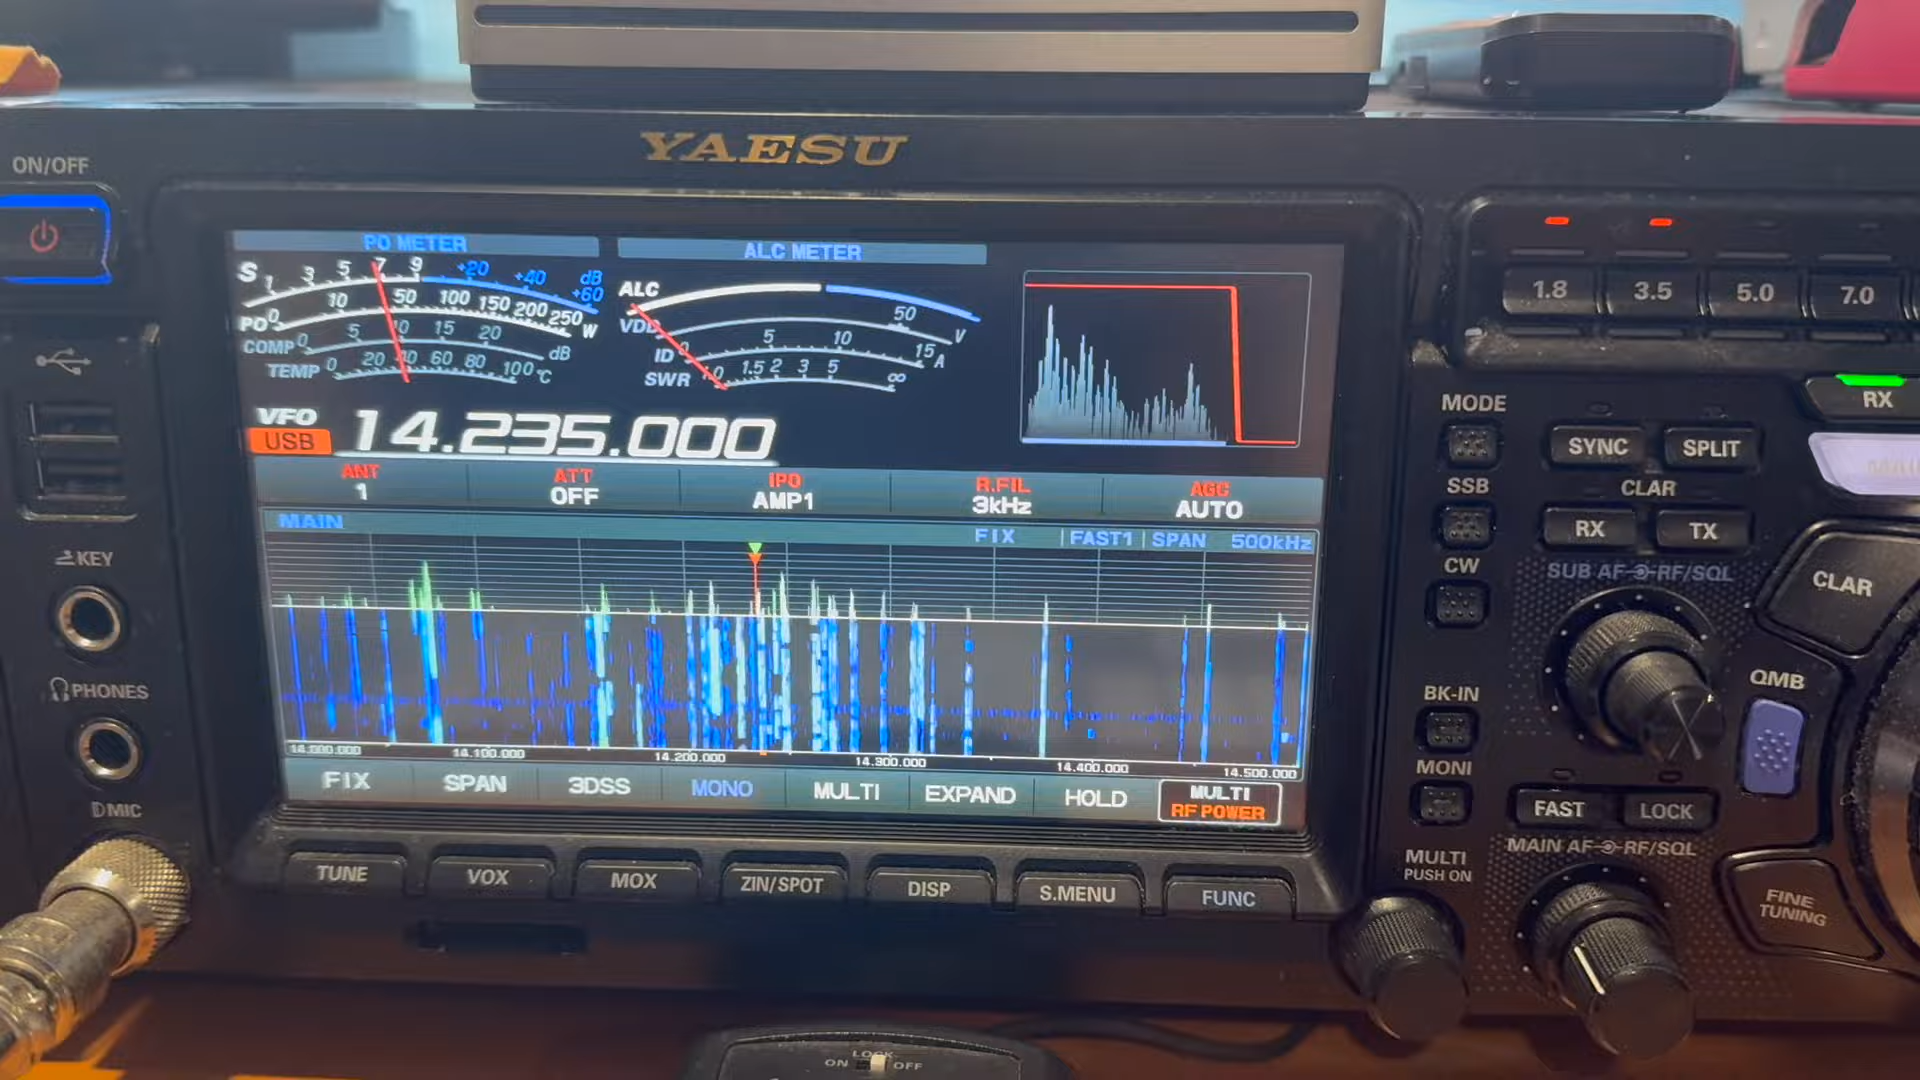 YAESU
ON/OFF
PO METER
ALC METER
S 1 3 5 7 9 +20 +40 +60 dB
PO 0 10 50 100 150 200 250 W
COMP 0 5 10 15 20 dB
TEMP 0 20 40 60 80 100 °C
ALC
VDD 50 V
ID 0 5 10 15 A
SWR 1.5 2 3 5 ∞
1.8 3.5 5.0 7.0
VFO
USB 14.235.000
ANT ATT IPO R.FIL AGC
1 OFF AMP1 3kHz AUTO
MAIN FIX FAST1 SPAN 500kHz
14.000.000 14.100.000 14.200.000 14.300.000 14.400.000 14.500.000
FIX SPAN 3DSS MONO MULTI EXPAND HOLD MULTI
RF POWER
KEY
PHONES
MIC
TUNE VOX MOX ZIN/SPOT DISP S.MENU FUNC
MODE
SSB
CW
BK-IN
MONI
MULTI
PUSH ON
RX
SYNC SPLIT
CLAR
RX TX
SUB AF RF/SQL
CLAR
QMB
FAST LOCK
MAIN AF RF/SQL
FINE
TUNING
LOCK
ON OFF